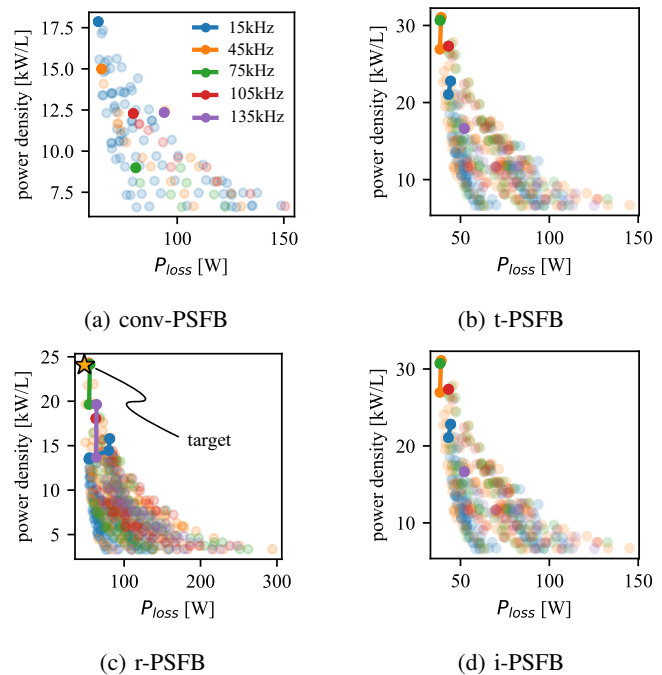 power density [kW/L]
17.5
15.0
12.5
10.0
7.5
15kHz
45kHz
75kHz
105kHz
135kHz
100
150
P_loss [W]
(a) conv-PSFB
power density [kW/L]
30
20
10
50
100
150
P_loss [W]
(b) t-PSFB
power density [kW/L]
25
20
15
10
5
target
100
200
300
P_loss [W]
(c) r-PSFB
power density [kW/L]
30
20
10
50
100
150
P_loss [W]
(d) i-PSFB